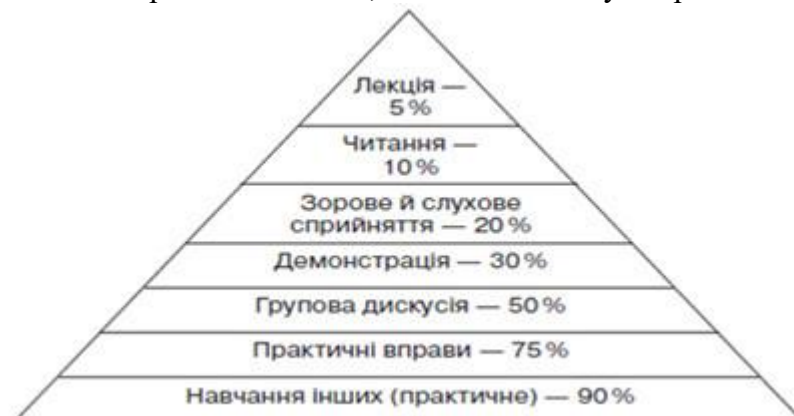 Лекція —
5%
Читання —
10%
Зорове й слухове
сприйняття — 20%
Демонстрація — 30%
Групова дискусія — 50%
Практичні вправи — 75%
Навчання інших (практичне) — 90%